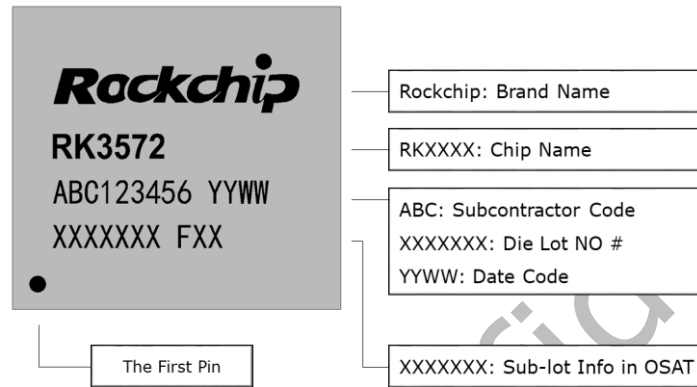 Rockchip
RK3572
ABC123456 YYWW
XXXXXXX FXX
The First Pin
Rockchip: Brand Name
RKXXXX: Chip Name
ABC: Subcontractor Code
XXXXXXX: Die Lot NO #
YYWW: Date Code
XXXXXXX: Sub-lot Info in OSAT